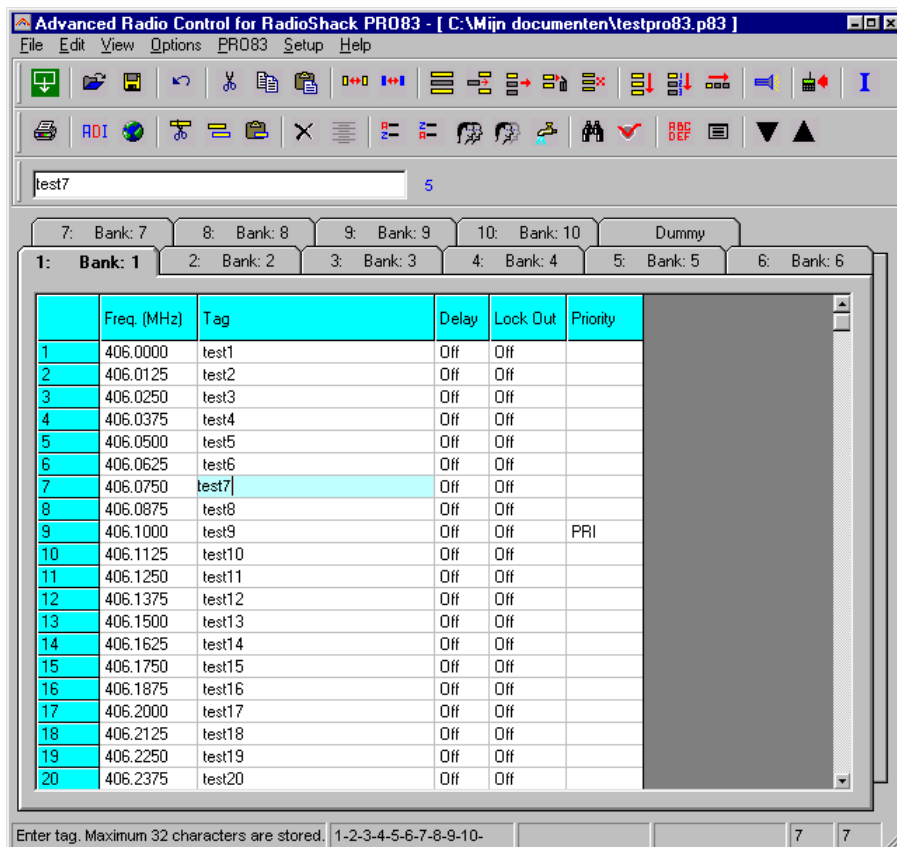 Advanced Radio Control for RadioShack PRO83 - [ C:\Mijn documenten\testpro83.p83 ]
File Edit View Options PRO83 Setup Help
I
ADI A Z Z A ABC DEF
test7 5
7: Bank: 7 8: Bank: 8 9: Bank: 9 10: Bank: 10 Dummy
1: Bank: 1 2: Bank: 2 3: Bank: 3 4: Bank: 4 5: Bank: 5 6: Bank: 6
Freq. (MHz) Tag Delay Lock Out Priority
1 406.0000 test1 Off Off
2 406.0125 test2 Off Off
3 406.0250 test3 Off Off
4 406.0375 test4 Off Off
5 406.0500 test5 Off Off
6 406.0625 test6 Off Off
7 406.0750 test7 Off Off
8 406.0875 test8 Off Off
9 406.1000 test9 Off Off PRI
10 406.1125 test10 Off Off
11 406.1250 test11 Off Off
12 406.1375 test12 Off Off
13 406.1500 test13 Off Off
14 406.1625 test14 Off Off
15 406.1750 test15 Off Off
16 406.1875 test16 Off Off
17 406.2000 test17 Off Off
18 406.2125 test18 Off Off
19 406.2250 test19 Off Off
20 406.2375 test20 Off Off
Enter tag. Maximum 32 characters are stored. 1-2-3-4-5-6-7-8-9-10- 7 7